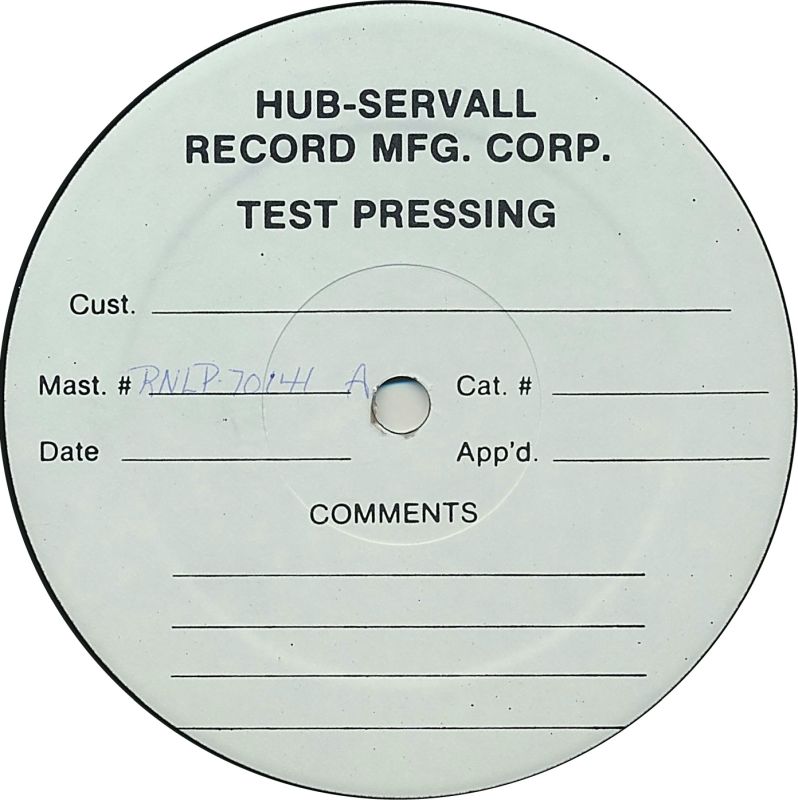 HUB-SERVALL
RECORD MFG. CORP.
TEST PRESSING
Cust.
Mast. # RNLP-70141 A Cat. #
Date App'd.
COMMENTS